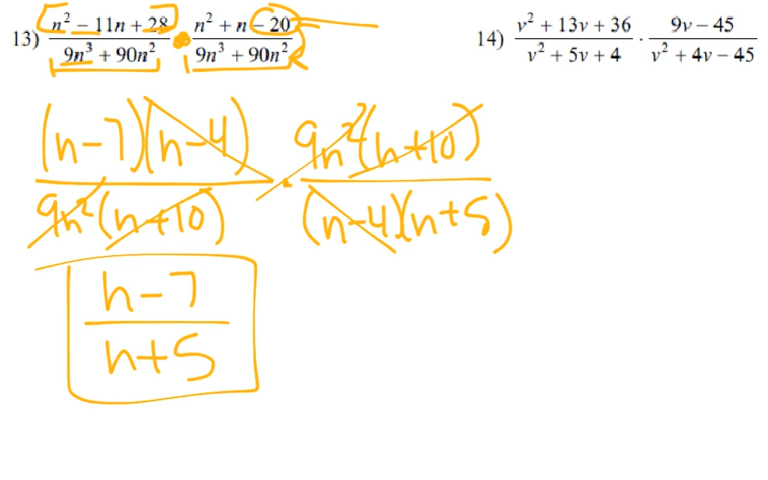 13) n² − 11n + 28 / 9n³ + 90n² • n² + n − 20 / 9n³ + 90n²
14) v² + 13v + 36 / v² + 5v + 4 · 9v − 45 / v² + 4v − 45
(n-7)(n-4) / 9n²(n+10) · 9n²(n+10) / (n-4)(n+5)
n-7 / n+5